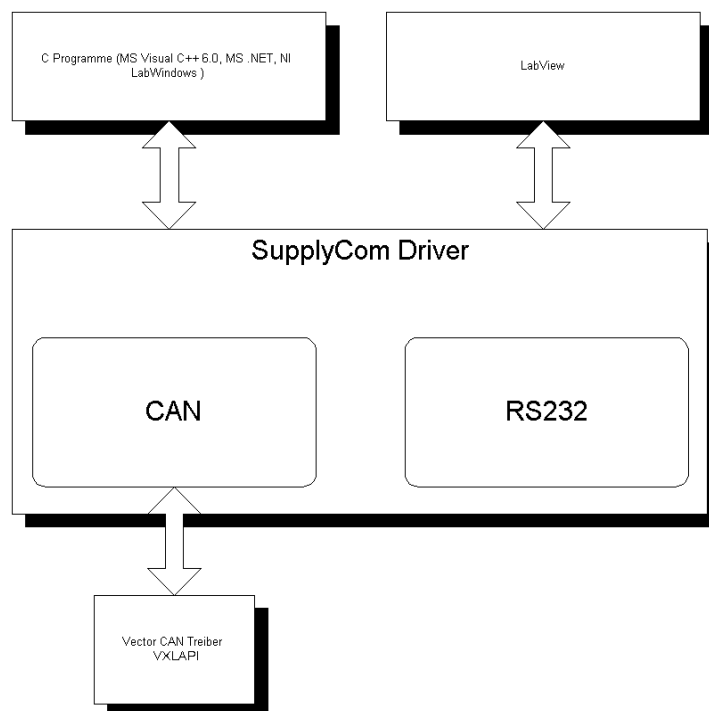 C Programme (MS Visual C++ 6.0, MS .NET, NI
LabWindows )
LabView
SupplyCom Driver
CAN
RS232
Vector CAN Treiber
VXLAPI